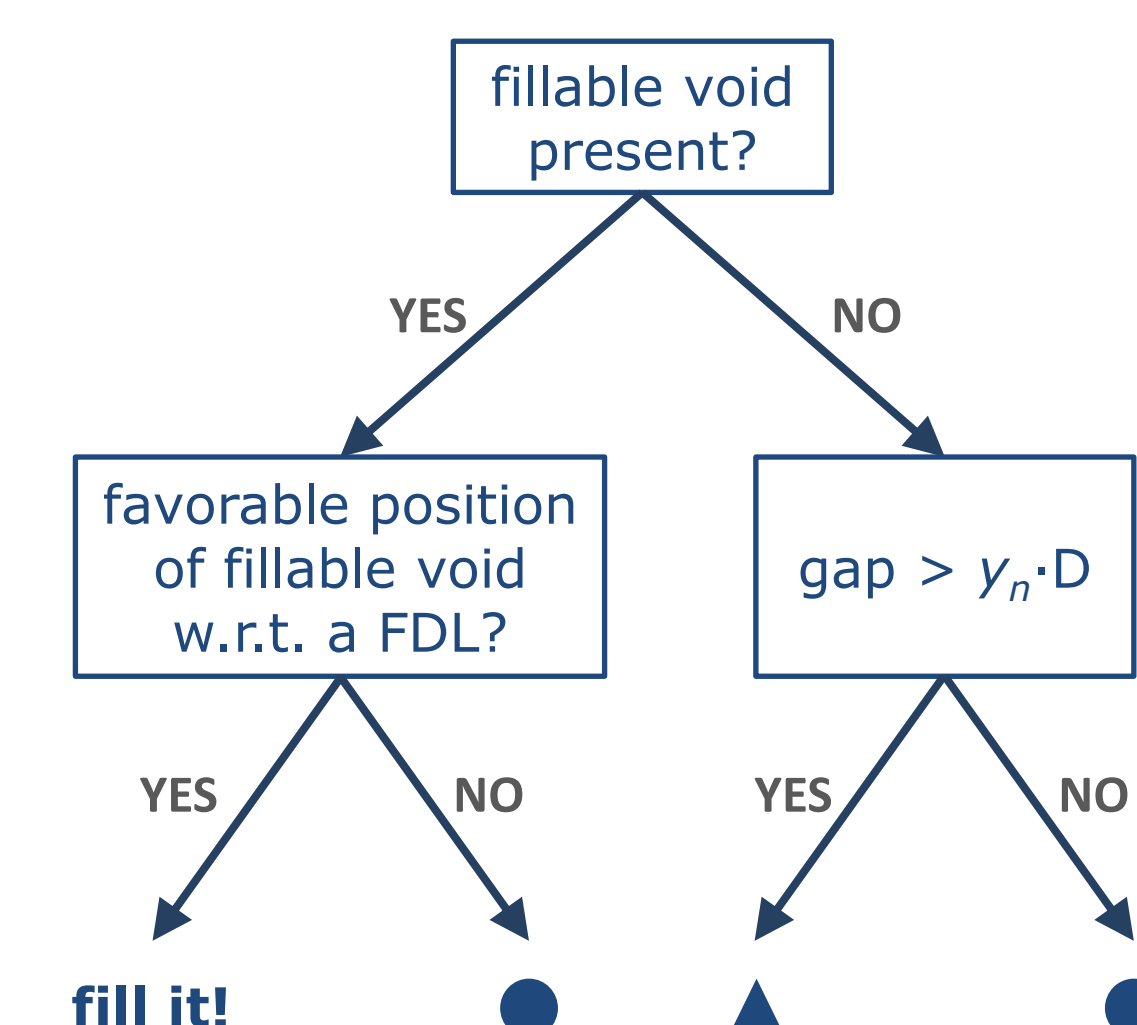 fillable void
present?
YES
NO
favorable position
of fillable void
w.r.t. a FDL?
gap > yₙ·D
YES
NO
YES
NO
fill it!